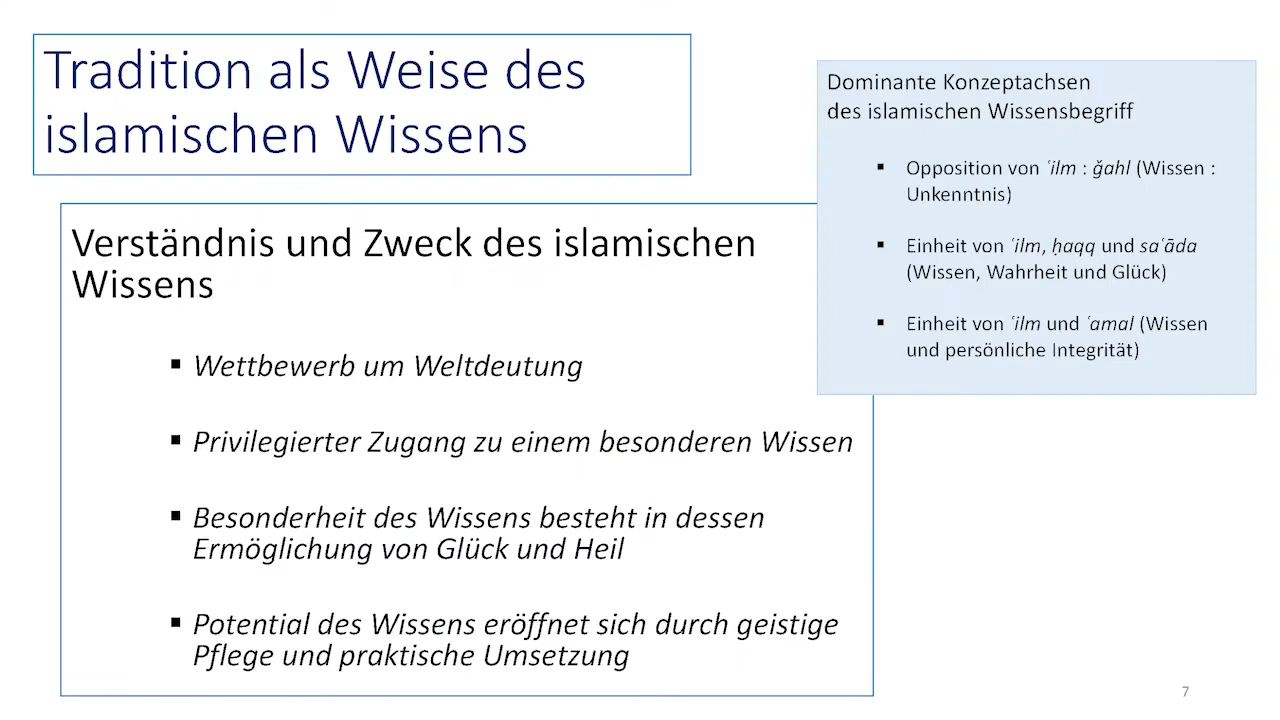 Tradition als Weise des
islamischen Wissens
Verständnis und Zweck des islamischen
Wissens
▪ Wettbewerb um Weltdeutung
▪ Privilegierter Zugang zu einem besonderen Wissen
▪ Besonderheit des Wissens besteht in dessen
Ermöglichung von Glück und Heil
▪ Potential des Wissens eröffnet sich durch geistige
Pflege und praktische Umsetzung
Dominante Konzeptachsen
des islamischen Wissensbegriff
▪ Opposition von ʿilm : ǧahl (Wissen :
Unkenntnis)
▪ Einheit von ʿilm, ḥaqq und saʿāda
(Wissen, Wahrheit und Glück)
▪ Einheit von ʿilm und ʿamal (Wissen
und persönliche Integrität)
7